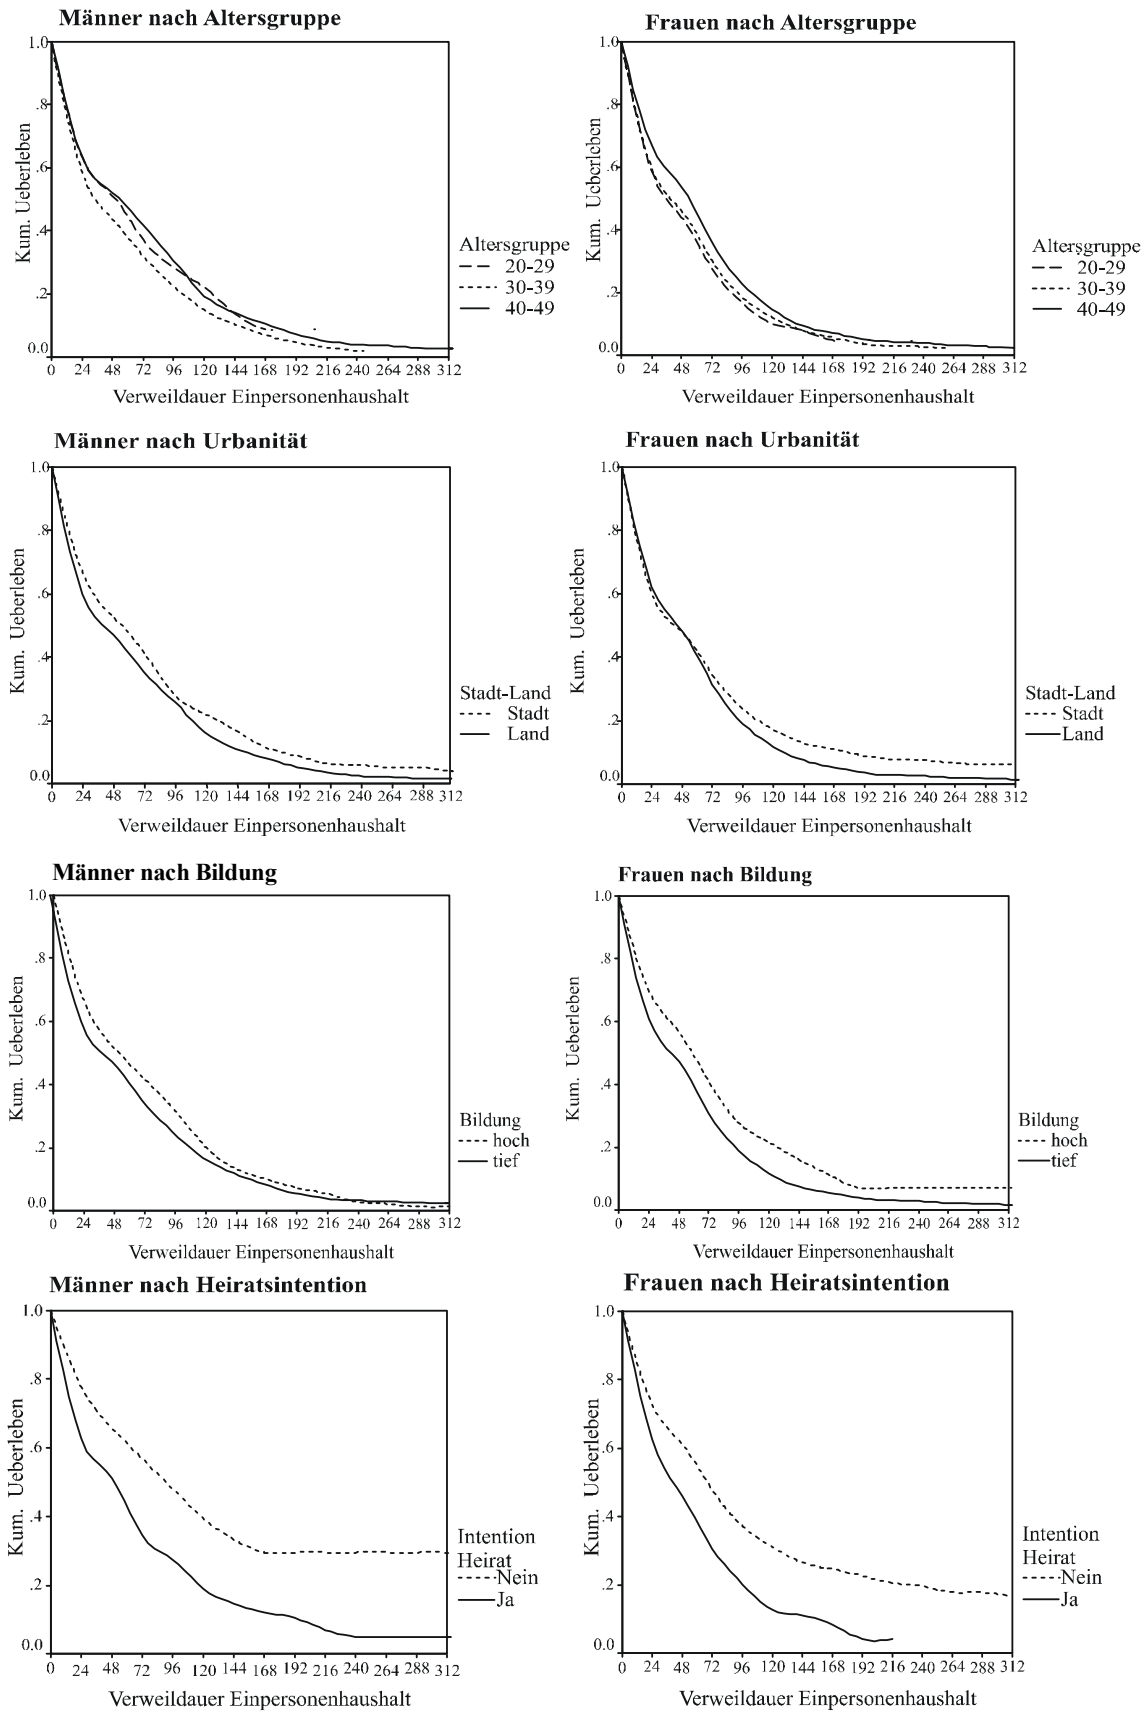 Männer nach Altersgruppe
Kum. Ueberleben
1.0
.8
.6
.4
.2
0.0
0 24 48 72 96 120 144 168 192 216 240 264 288 312
Verweildauer Einpersonenhaushalt
Altersgruppe
20-29
30-39
40-49
Frauen nach Altersgruppe
Kum. Ueberleben
1.0
.8
.6
.4
.2
0.0
0 24 48 72 96 120 144 168 192 216 240 264 288 312
Verweildauer Einpersonenhaushalt
Altersgruppe
20-29
30-39
40-49
Männer nach Urbanität
Kum. Ueberleben
1.0
.8
.6
.4
.2
0.0
0 24 48 72 96 120 144 168 192 216 240 264 288 312
Verweildauer Einpersonenhaushalt
Stadt-Land
Stadt
Land
Frauen nach Urbanität
Kum. Ueberleben
1.0
.8
.6
.4
.2
0.0
0 24 48 72 96 120 144 168 192 216 240 264 288 312
Verweildauer Einpersonenhaushalt
Stadt-Land
Stadt
Land
Männer nach Bildung
Kum. Ueberleben
1.0
.8
.6
.4
.2
0.0
0 24 48 72 96 120 144 168 192 216 240 264 288 312
Verweildauer Einpersonenhaushalt
Bildung
hoch
tief
Frauen nach Bildung
Kum. Ueberleben
1.0
.8
.6
.4
.2
0.0
0 24 48 72 96 120 144 168 192 216 240 264 288 312
Verweildauer Einpersonenhaushalt
Bildung
hoch
tief
Männer nach Heiratsintention
Kum. Ueberleben
1.0
.8
.6
.4
.2
0.0
0 24 48 72 96 120 144 168 192 216 240 264 288 312
Verweildauer Einpersonenhaushalt
Intention
Heirat
Nein
Ja
Frauen nach Heiratsintention
Kum. Ueberleben
1.0
.8
.6
.4
.2
0.0
0 24 48 72 96 120 144 168 192 216 240 264 288 312
Verweildauer Einpersonenhaushalt
Intention
Heirat
Nein
Ja